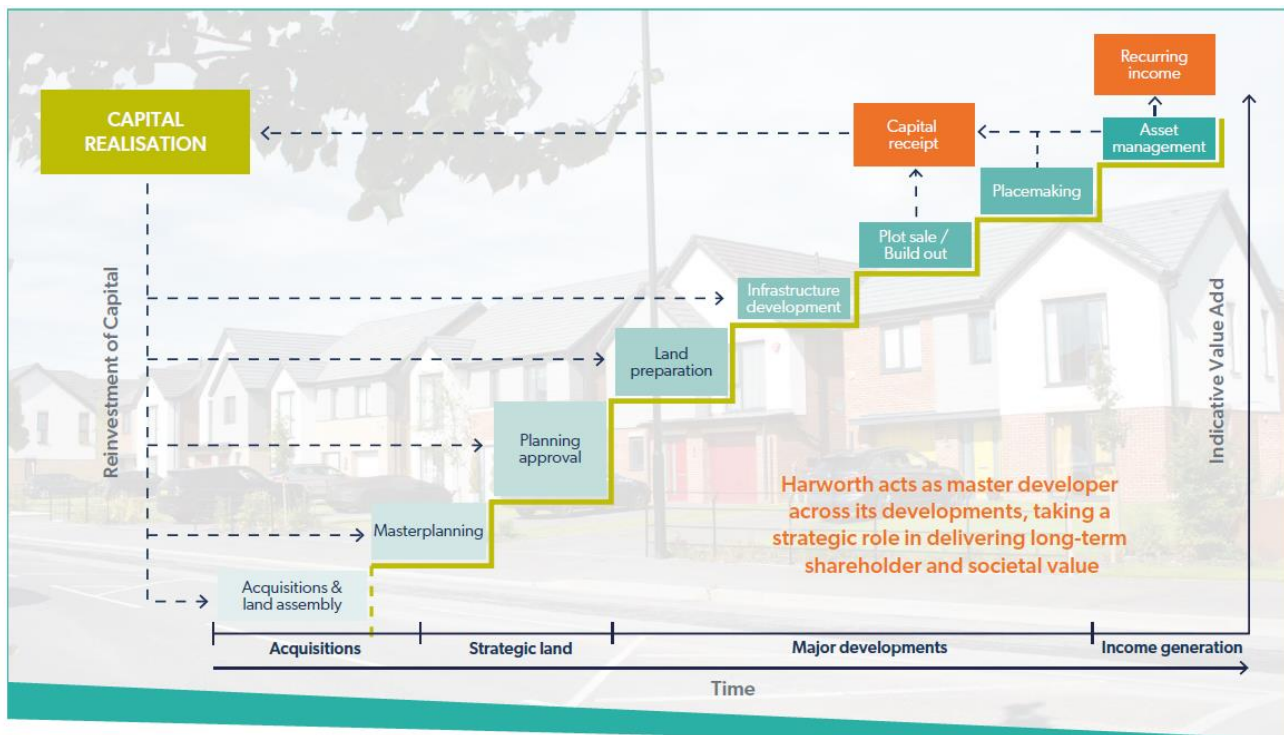 Recurring
income
CAPITAL
REALISATION
Capital
receipt
Asset
management
Placemaking
Plot sale /
Build out
Infrastructure
development
Land
preparation
Planning
approval
Masterplanning
Acquisitions &
land assembly
Reinvestment of Capital
Indicative Value Add
Harworth acts as master developer
across its developments, taking a
strategic role in delivering long-term
shareholder and societal value
Acquisitions
Strategic land
Major developments
Income generation
Time